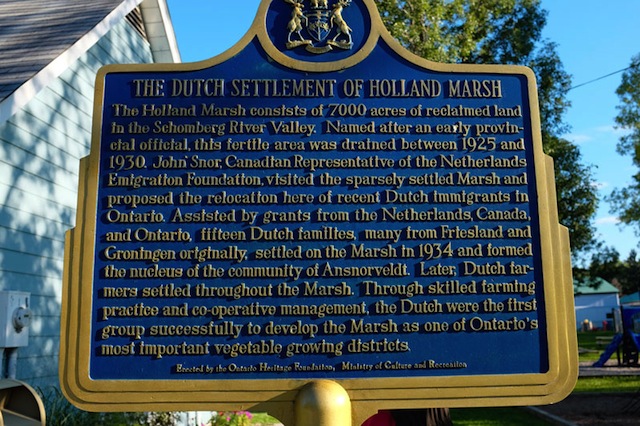 THE DUTCH SETTLEMENT OF HOLLAND MARSH
The Holland Marsh consists of 7000 acres of reclaimed land
in the Schomberg River Valley. Named after an early provin-
cial official, this fertile area was drained between 1925 and
1930. John Snor, Canadian Representative of the Netherlands
Emigration Foundation, visited the sparsely settled Marsh and
proposed the relocation here of recent Dutch immigrants in
Ontario. Assisted by grants from the Netherlands, Canada,
and Ontario, fifteen Dutch families, many from Friesland and
Groningen originally, settled on the Marsh in 1934 and formed
the nucleus of the community of Ansnorveldt. Later, Dutch far-
mers settled throughout the Marsh. Through skilled farming
practice and co-operative management, the Dutch were the first
group successfully to develop the Marsh as one of Ontario's
most important vegetable growing districts.
Erected by the Ontario Heritage Foundation, Ministry of Culture and Recreation